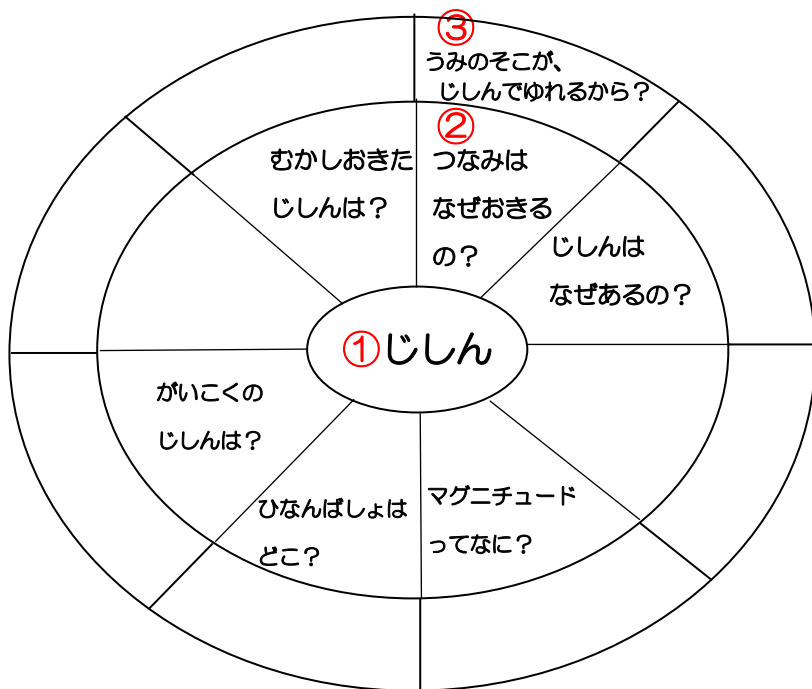 ③
うみのそこが、
じしんでゆれるから？
②
つなみは
なぜおきる
の？
じしんは
なぜあるの？
むかしおきた
じしんは？
①じしん
がいこくの
じしんは？
ひなんばしょは
どこ？
マグニチュード
ってなに？